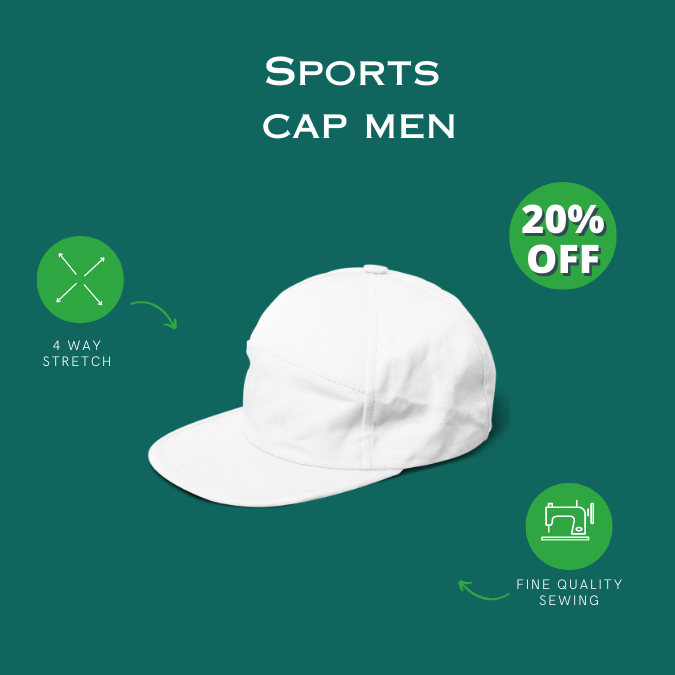 Sports
cap men
20%
OFF
4 WAY
STRETCH
FINE QUALITY
SEWING